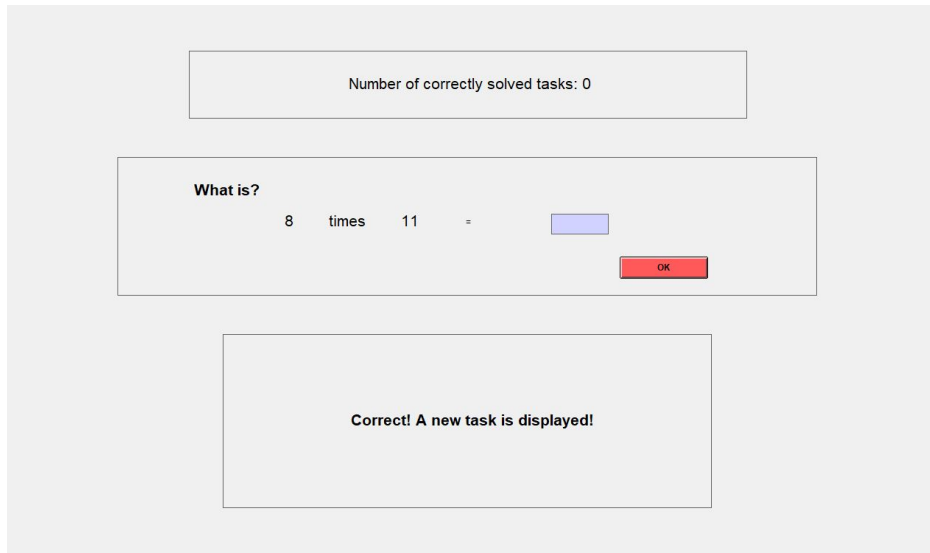 Number of correctly solved tasks: 0
What is?
8 times 11 =
OK
Correct! A new task is displayed!